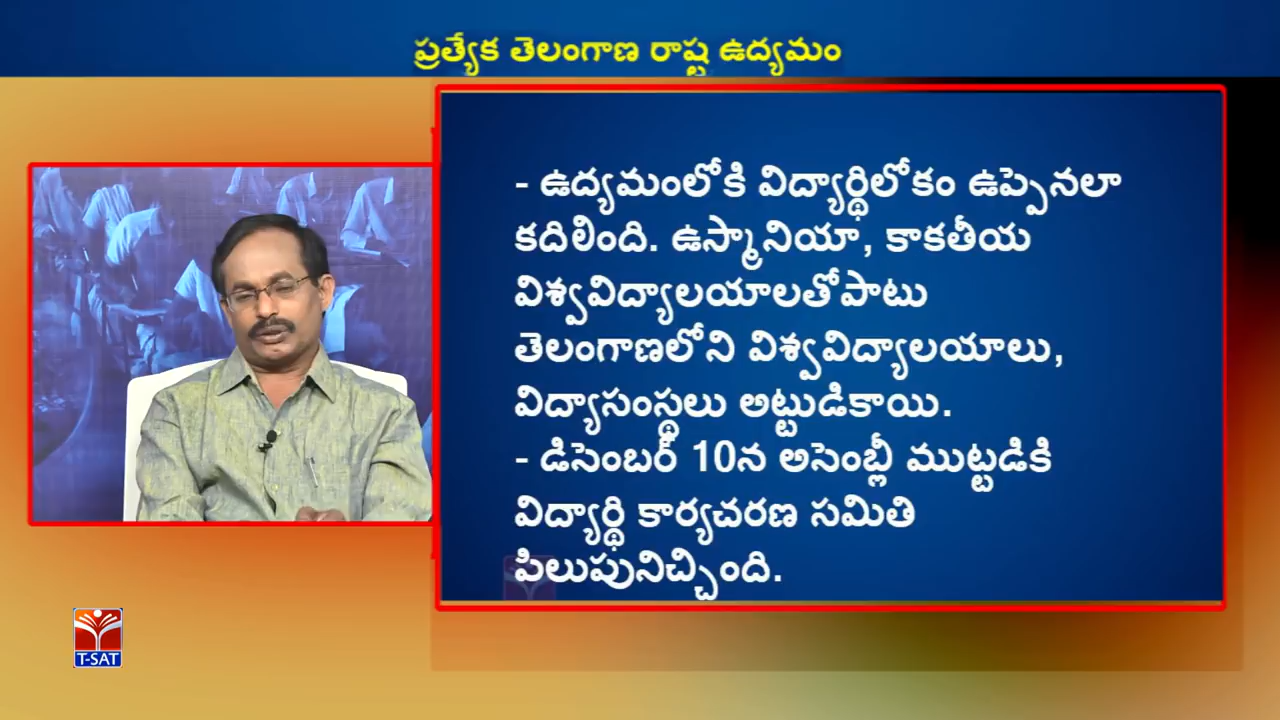 ప్రత్యేక తెలంగాణ రాష్ట ఉద్యమం
- ఉద్యమంలోకి విద్యార్థిలోకం ఉప్పెనలా
కదిలింది. ఉస్మానియా, కాకతీయ
విశ్వవిద్యాలయాలతోపాటు
తెలంగాణలోని విశ్వవిద్యాలయాలు,
విద్యాసంస్థలు అట్టుడికాయి.
- డిసెంబర్ 10న అసెంబ్లీ ముట్టడికి
విద్యార్థి కార్యచరణ సమితి
పిలుపునిచ్చింది.
T-SAT